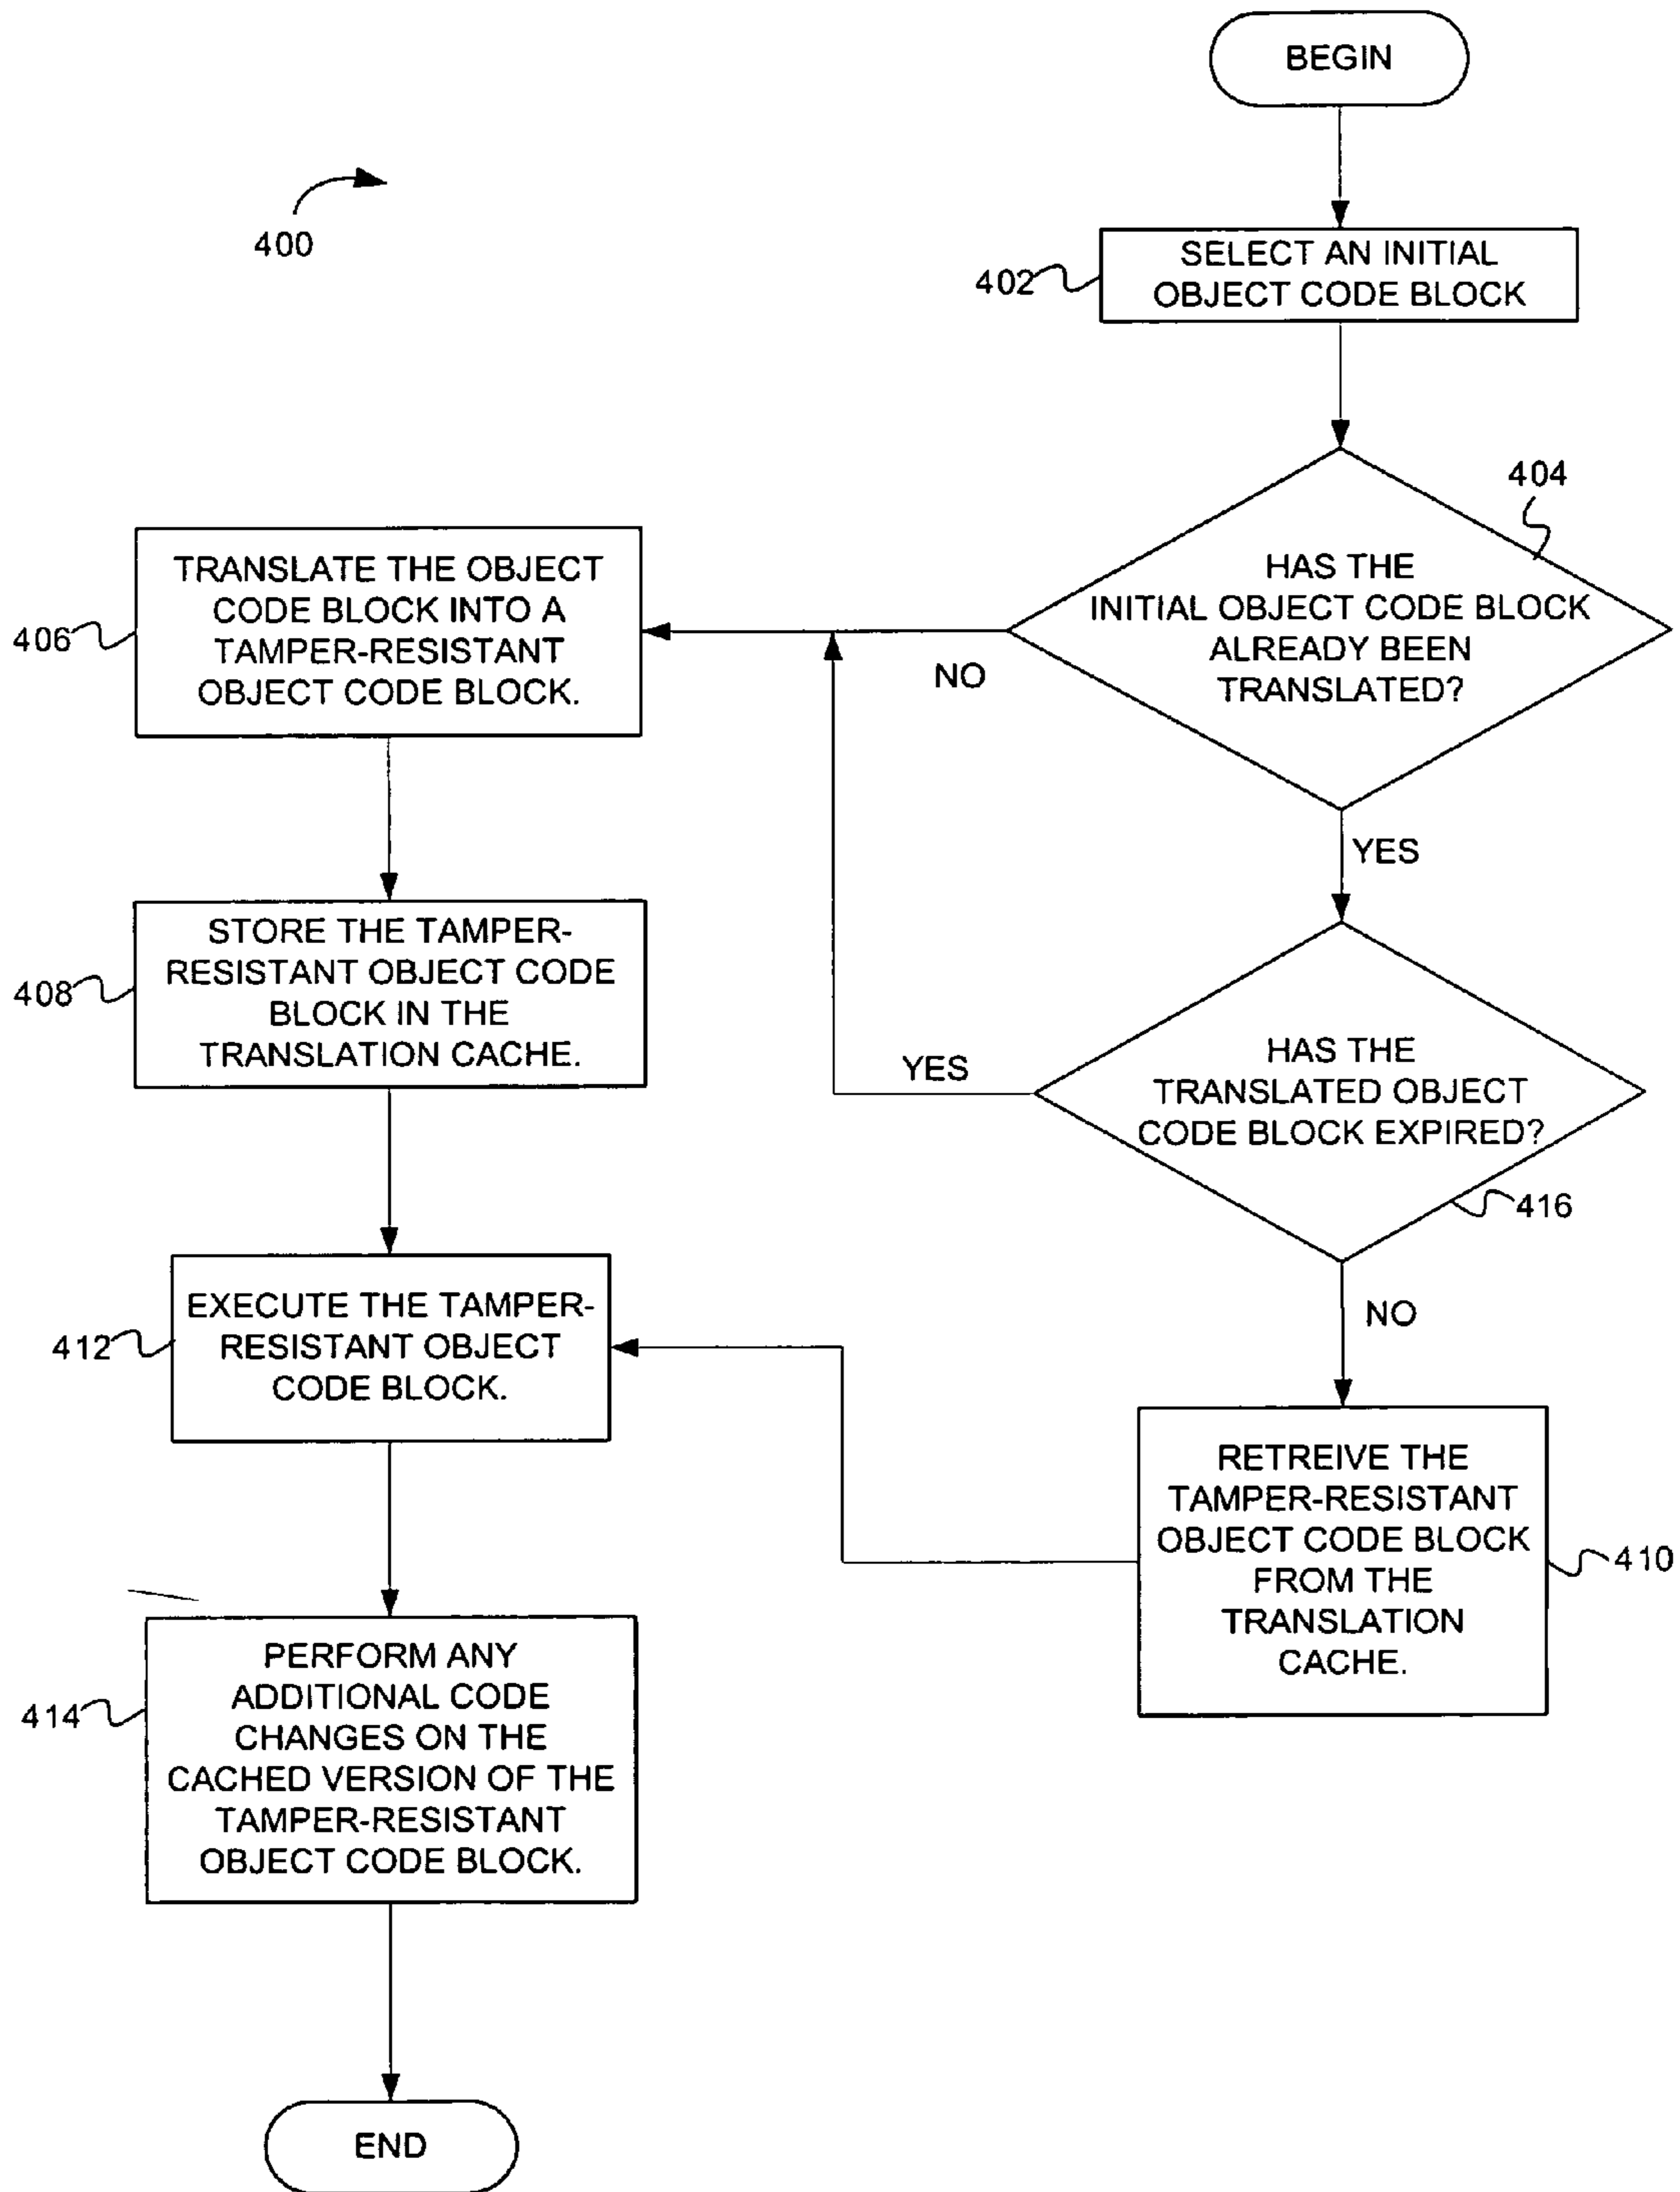 BEGIN
400
402
SELECT AN INITIAL
OBJECT CODE BLOCK
404
HAS THE
INITIAL OBJECT CODE BLOCK
ALREADY BEEN
TRANSLATED?
NO
YES
406
TRANSLATE THE OBJECT
CODE BLOCK INTO A
TAMPER-RESISTANT
OBJECT CODE BLOCK.
408
STORE THE TAMPER-
RESISTANT OBJECT CODE
BLOCK IN THE
TRANSLATION CACHE.
HAS THE
TRANSLATED OBJECT
CODE BLOCK EXPIRED?
YES
416
NO
412
EXECUTE THE TAMPER-
RESISTANT OBJECT
CODE BLOCK.
RETREIVE THE
TAMPER-RESISTANT
OBJECT CODE BLOCK
FROM THE
TRANSLATION
CACHE.
410
414
PERFORM ANY
ADDITIONAL CODE
CHANGES ON THE
CACHED VERSION OF THE
TAMPER-RESISTANT
OBJECT CODE BLOCK.
END